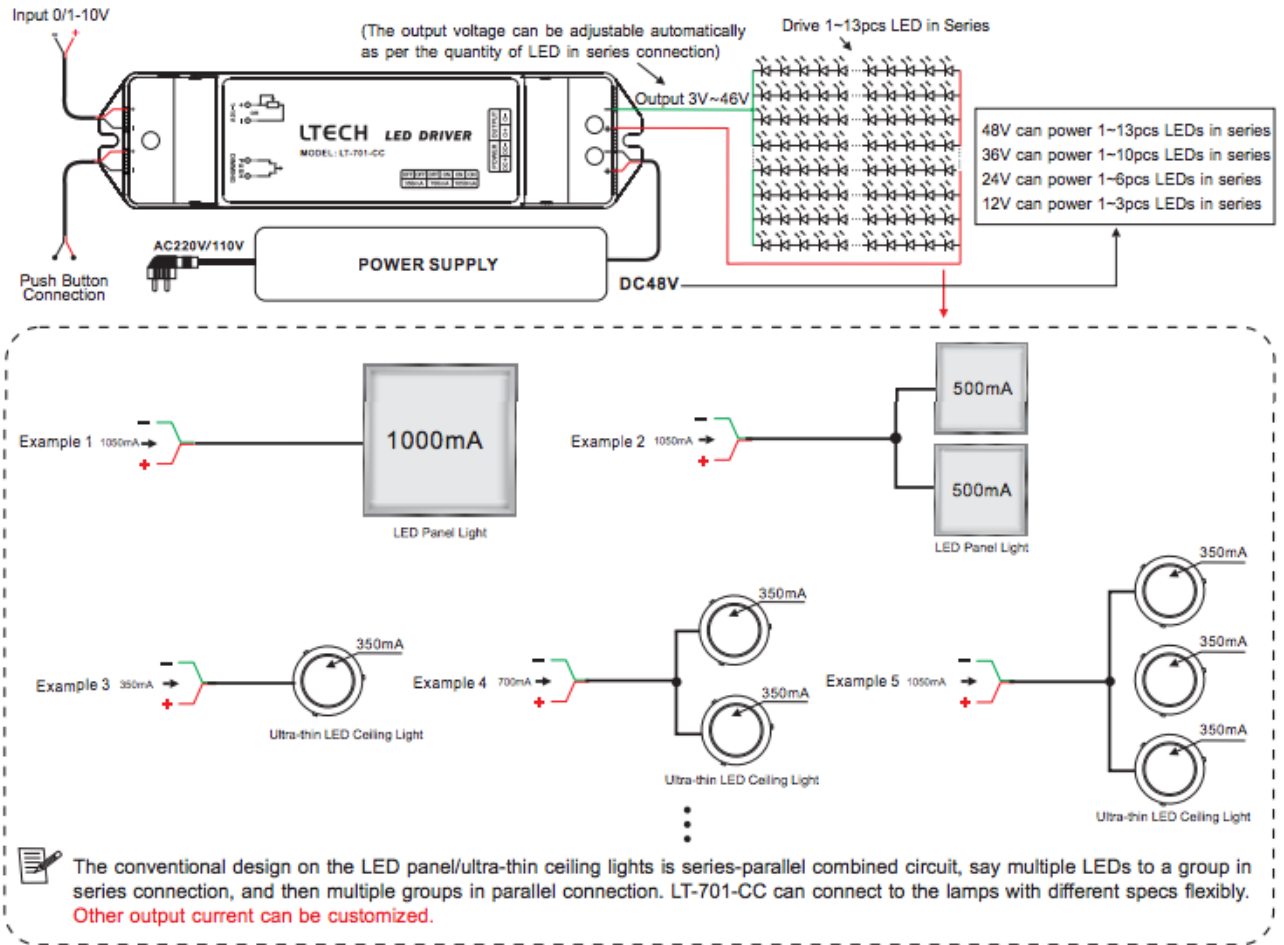 Input 0/1-10V
- +
(The output voltage can be adjustable automatically
as per the quantity of LED in series connection)
Drive 1~13pcs LED in Series
Output 3V~46V
LTECH LED DRIVER
MODEL: LT-701-CC
OUTPUT
POWER
350mA 700mA 1050mA
48V can power 1~13pcs LEDs in series
36V can power 1~10pcs LEDs in series
24V can power 1~6pcs LEDs in series
12V can power 1~3pcs LEDs in series
AC220V/110V
POWER SUPPLY
DC48V
Push Button
Connection
Example 1 1050mA
- +
1000mA
LED Panel Light
Example 2 1050mA
- +
500mA
500mA
LED Panel Light
Example 3 350mA
- +
350mA
Ultra-thin LED Ceiling Light
Example 4 700mA
- +
350mA
350mA
Ultra-thin LED Ceiling Light
Example 5 1050mA
- +
350mA
350mA
350mA
Ultra-thin LED Ceiling Light
The conventional design on the LED panel/ultra-thin ceiling lights is series-parallel combined circuit, say multiple LEDs to a group in
series connection, and then multiple groups in parallel connection. LT-701-CC can connect to the lamps with different specs flexibly.
Other output current can be customized.